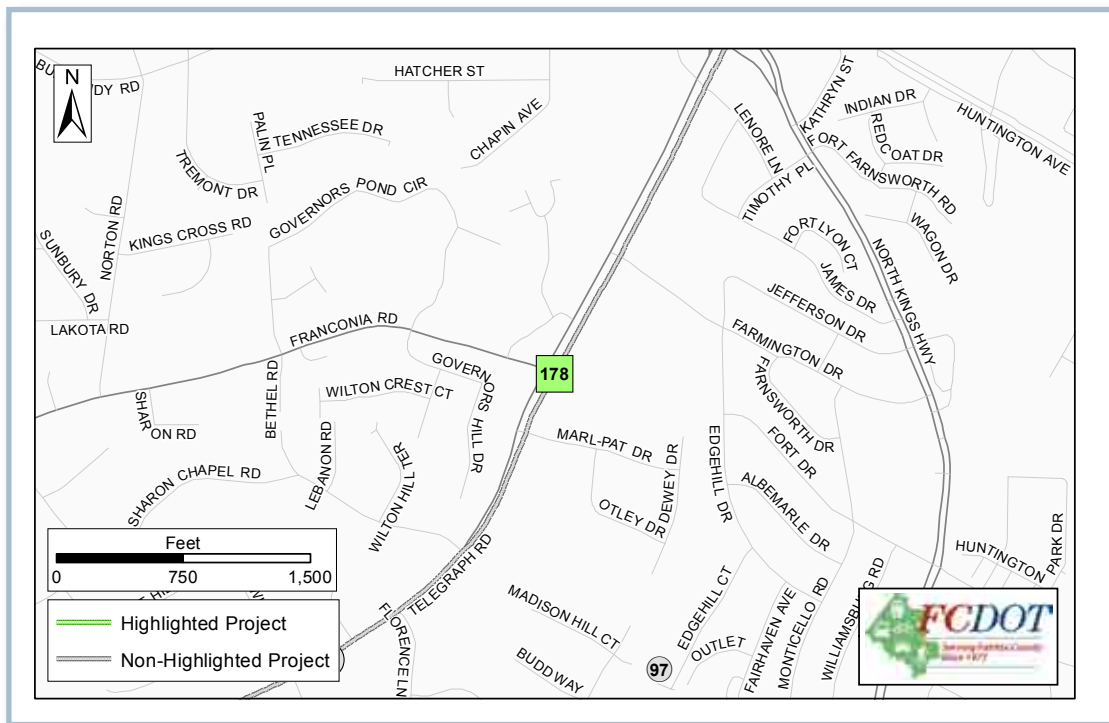 HATCHER ST
DY RD
N
CHAPIN AVE
PALIN PL
TENNESSEE DR
TREMONT DR
GOVERNORS POND CIR
KINGS CROSS RD
NORTON RD
SUNBURY DR
LAKOTA RD
FRANCONIA RD
LENORE LN
KATHRYN ST
INDIAN DR
REDCOAT DR
HUNTINGTON AVE
FORT FARNSWORTH RD
TIMOTHY PL
WAGON DR
FORT LYON CT
JAMES DR
NORTH KINGS HWY
JEFFERSON DR
FARMINGTON DR
178
GOVERNORS HILL DR
WILTON CREST CT
BETHEL RD
SHARON RD
LEBANON RD
WILTON HILL TER
SHARON CHAPEL RD
MARL-PAT DR
OTLEY DR
DEWEY DR
EDGEHILL DR
FARNSWORTH DR
FORT DR
ALBEMARLE DR
TELEGRAPH RD
FLORENCE LN
MADISON HILL CT
BUDD WAY
97
EDGEHILL CT
OUTLET
FAIRHAVEN AVE
MONTICELLO RD
WILLIAMSBURG RD
HUNTINGTON
PARK DR
Feet
0 750 1,500
Highlighted Project
Non-Highlighted Project
FCDOT
Serving Fairfax County
since 1977